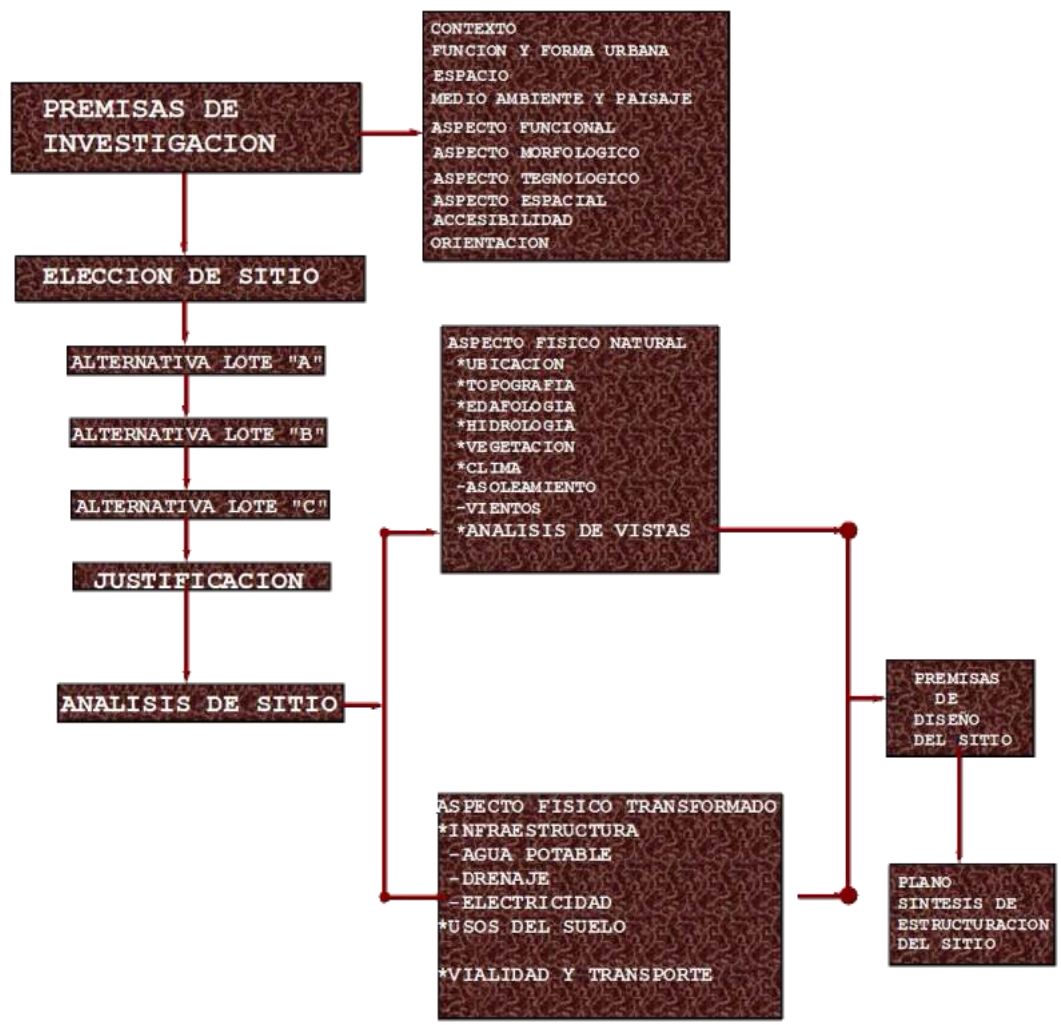 PREMISAS DE
INVESTIGACION
CONTEXTO
FUNCION Y FORMA URBANA
ESPACIO
MEDIO AMBIENTE Y PAISAJE
ASPECTO FUNCIONAL
ASPECTO MORFOLOGICO
ASPECTO TEGNOLOGICO
ASPECTO ESPACIAL
ACCESIBILIDAD
ORIENTACION
ELECCION DE SITIO
ALTERNATIVA LOTE "A"
ALTERNATIVA LOTE "B"
ALTERNATIVA LOTE "C"
JUSTIFICACION
ANALISIS DE SITIO
ASPECTO FISICO NATURAL
*UBICACION
*TOPOGRAFIA
*EDAFOLOGIA
*HIDROLOGIA
*VEGETACION
*CLIMA
-ASOLEAMIENTO
-VIENTOS
*ANALISIS DE VISTAS
ASPECTO FISICO TRANSFORMADO
*INFRAESTRUCTURA
-AGUA POTABLE
-DRENAJE
-ELECTRICIDAD
*USOS DEL SUELO
*VIALIDAD Y TRANSPORTE
PREMISAS
DE
DISEÑO
DEL SITIO
PLANO
SINTESIS DE
ESTRUCTURACION
DEL SITIO